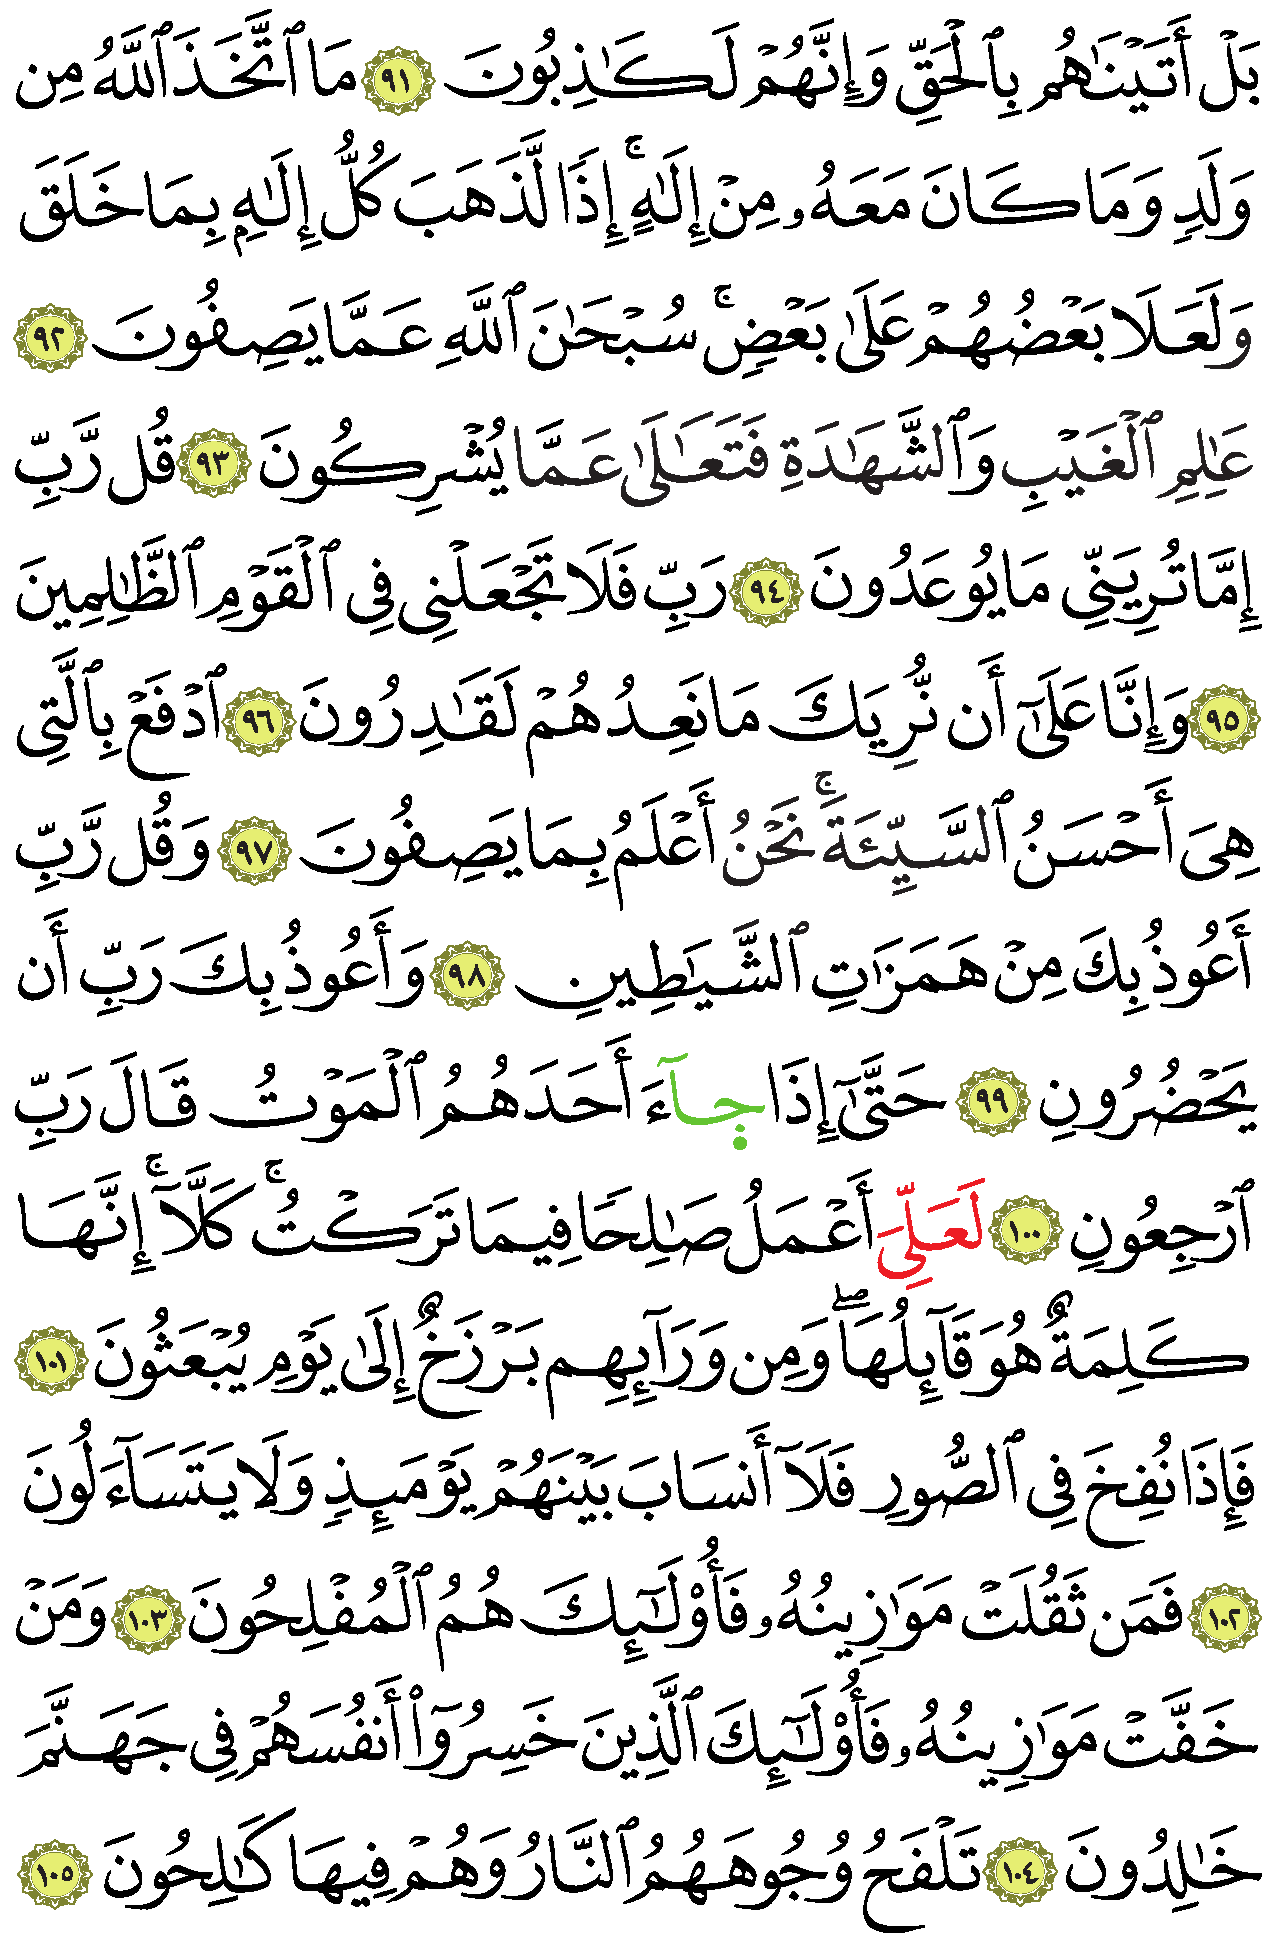 بَلۡ أَتَيۡنَٰهُم بِٱلۡحَقِّ وَإِنَّهُمۡ لَكَٰذِبُونَ ٩١ مَا ٱتَّخَذَ ٱللَّهُ مِن
وَلَدٖ وَمَا كَانَ مَعَهُۥ مِنۡ إِلَٰهٍۚ إِذٗا لَّذَهَبَ كُلُّ إِلَٰهِۭ بِمَا خَلَقَ
وَلَعَلَا بَعۡضُهُمۡ عَلَىٰ بَعۡضٖۚ سُبۡحَٰنَ ٱللَّهِ عَمَّا يَصِفُونَ ٩٢
عَٰلِمِ ٱلۡغَيۡبِ وَٱلشَّهَٰدَةِ فَتَعَٰلَىٰ عَمَّا يُشۡرِكُونَ ٩٣ قُل رَّبِّ
إِمَّا تُرِيَنِّي مَا يُوعَدُونَ ٩٤ رَبِّ فَلَا تَجۡعَلۡنِي فِي ٱلۡقَوۡمِ ٱلظَّٰلِمِينَ
٩٥ وَإِنَّا عَلَىٰٓ أَن نُّرِيَكَ مَا نَعِدُهُمۡ لَقَٰدِرُونَ ٩٦ ٱدۡفَعۡ بِٱلَّتِي
هِيَ أَحۡسَنُ ٱلسَّيِّئَةَۚ نَحۡنُ أَعۡلَمُ بِمَا يَصِفُونَ ٩٧ وَقُل رَّبِّ
أَعُوذُ بِكَ مِنۡ هَمَزَٰتِ ٱلشَّيَٰطِينِ ٩٨ وَأَعُوذُ بِكَ رَبِّ أَن
يَحۡضُرُونِ ٩٩ حَتَّىٰٓ إِذَا جَآءَ أَحَدَهُمُ ٱلۡمَوۡتُ قَالَ رَبِّ
ٱرۡجِعُونِ ١٠٠ لَعَلِّيَ أَعۡمَلُ صَٰلِحٗا فِيمَا تَرَكۡتُۚ كَلَّآۚ إِنَّهَا
كَلِمَةٌ هُوَ قَآئِلُهَاۖ وَمِن وَرَآئِهِم بَرۡزَخٌ إِلَىٰ يَوۡمِ يُبۡعَثُونَ ١٠١
فَإِذَا نُفِخَ فِي ٱلصُّورِ فَلَآ أَنسَابَ بَيۡنَهُمۡ يَوۡمَئِذٖ وَلَا يَتَسَآءَلُونَ
١٠٢ فَمَن ثَقُلَتۡ مَوَٰزِينُهُۥ فَأُوْلَٰٓئِكَ هُمُ ٱلۡمُفۡلِحُونَ ١٠٣ وَمَنۡ
خَفَّتۡ مَوَٰزِينُهُۥ فَأُوْلَٰٓئِكَ ٱلَّذِينَ خَسِرُوٓاْ أَنفُسَهُمۡ فِي جَهَنَّمَ
خَٰلِدُونَ ١٠٤ تَلۡفَحُ وُجُوهَهُمُ ٱلنَّارُ وَهُمۡ فِيهَا كَٰلِحُونَ ١٠٥